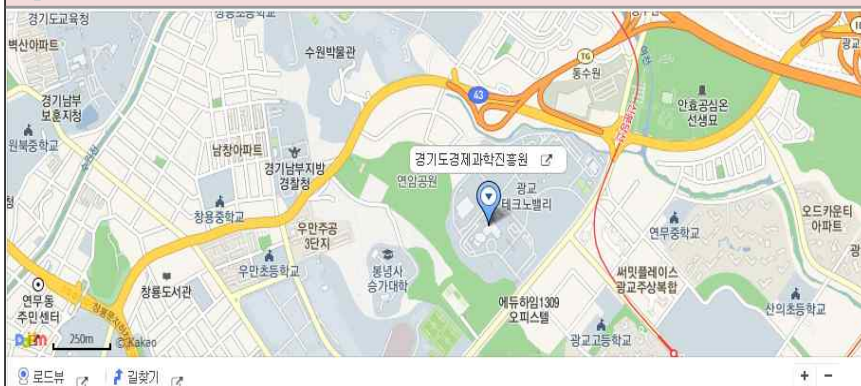 경기도교육청
벽산아파트
수원박물관
동수원
43
안효공심온
선생묘
경기남부
보훈지청
원북중학교
남창아파트
경기남부지방
경찰청
경기도경제과학진흥원
연암공원
광교
테크노밸리
창용중학교
우만주공
3단지
연무중학교
오드카운티
아파트
우만초등학교
봉녕사
승가대학
써밋플레이스
광교주상복합
연무동
주민센터
창룡도서관
에듀하임1309
오피스텔
산의초등학교
광교고등학교
250m
© Kakao
로드뷰
길찾기
+ −